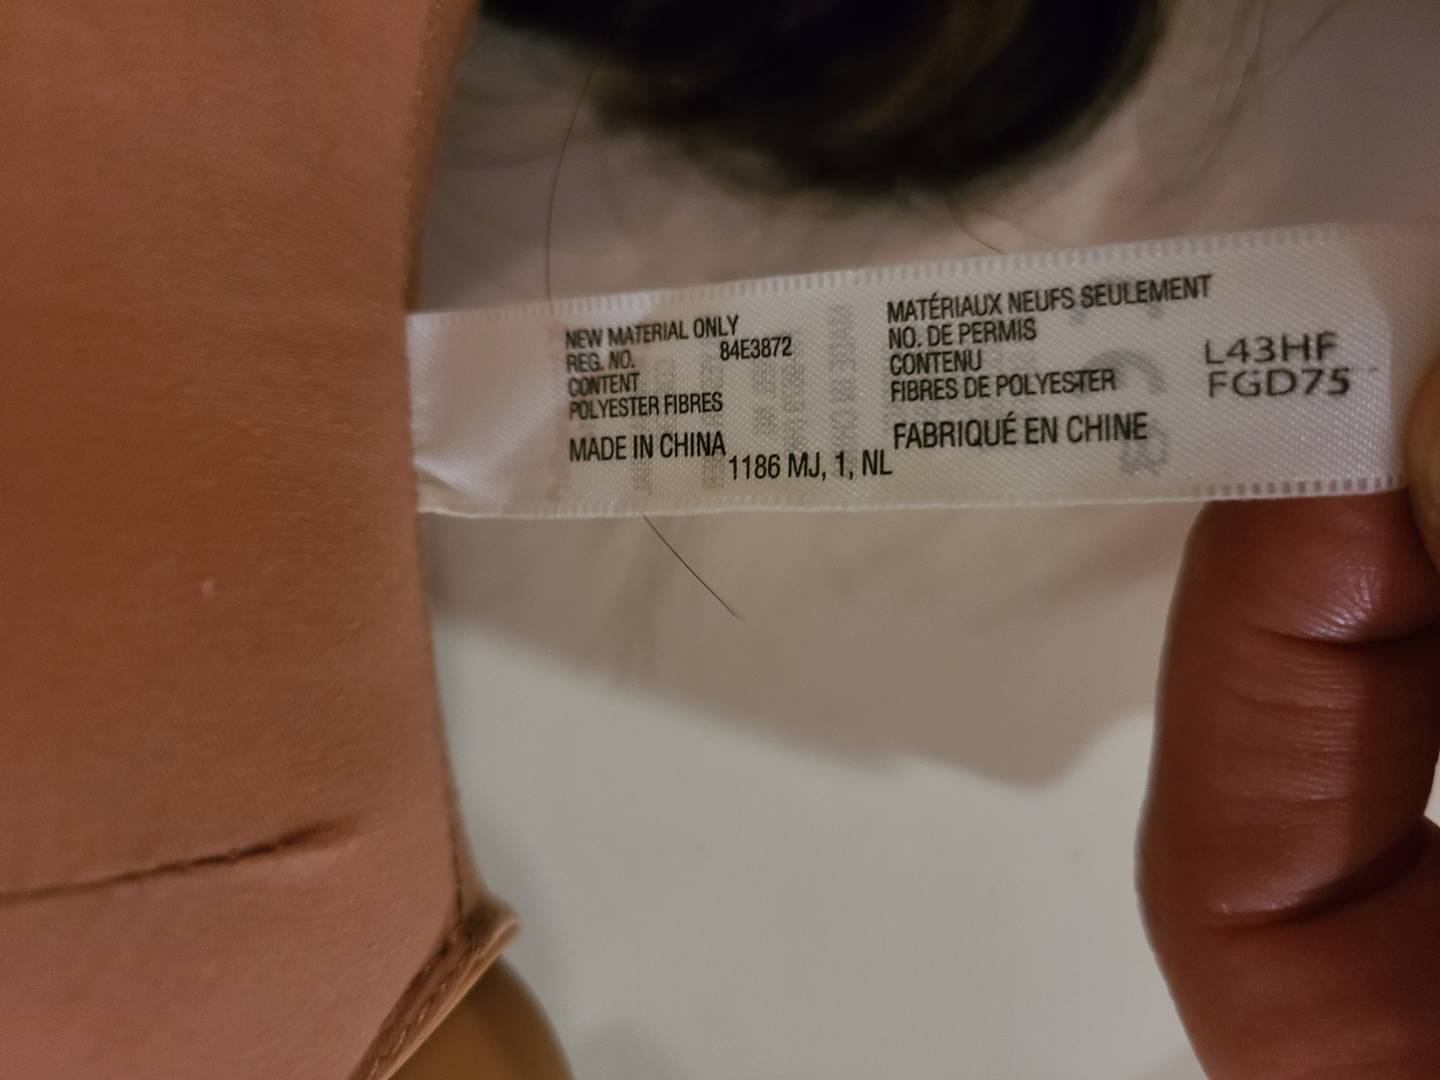 NEW MATERIAL ONLY
REG. NO. 84E3872
CONTENT
POLYESTER FIBRES
MADE IN CHINA
MATÉRIAUX NEUFS SEULEMENT
NO. DE PERMIS
CONTENU
FIBRES DE POLYESTER
FABRIQUÉ EN CHINE
1186 MJ, 1, NL
L43HF
FGD75